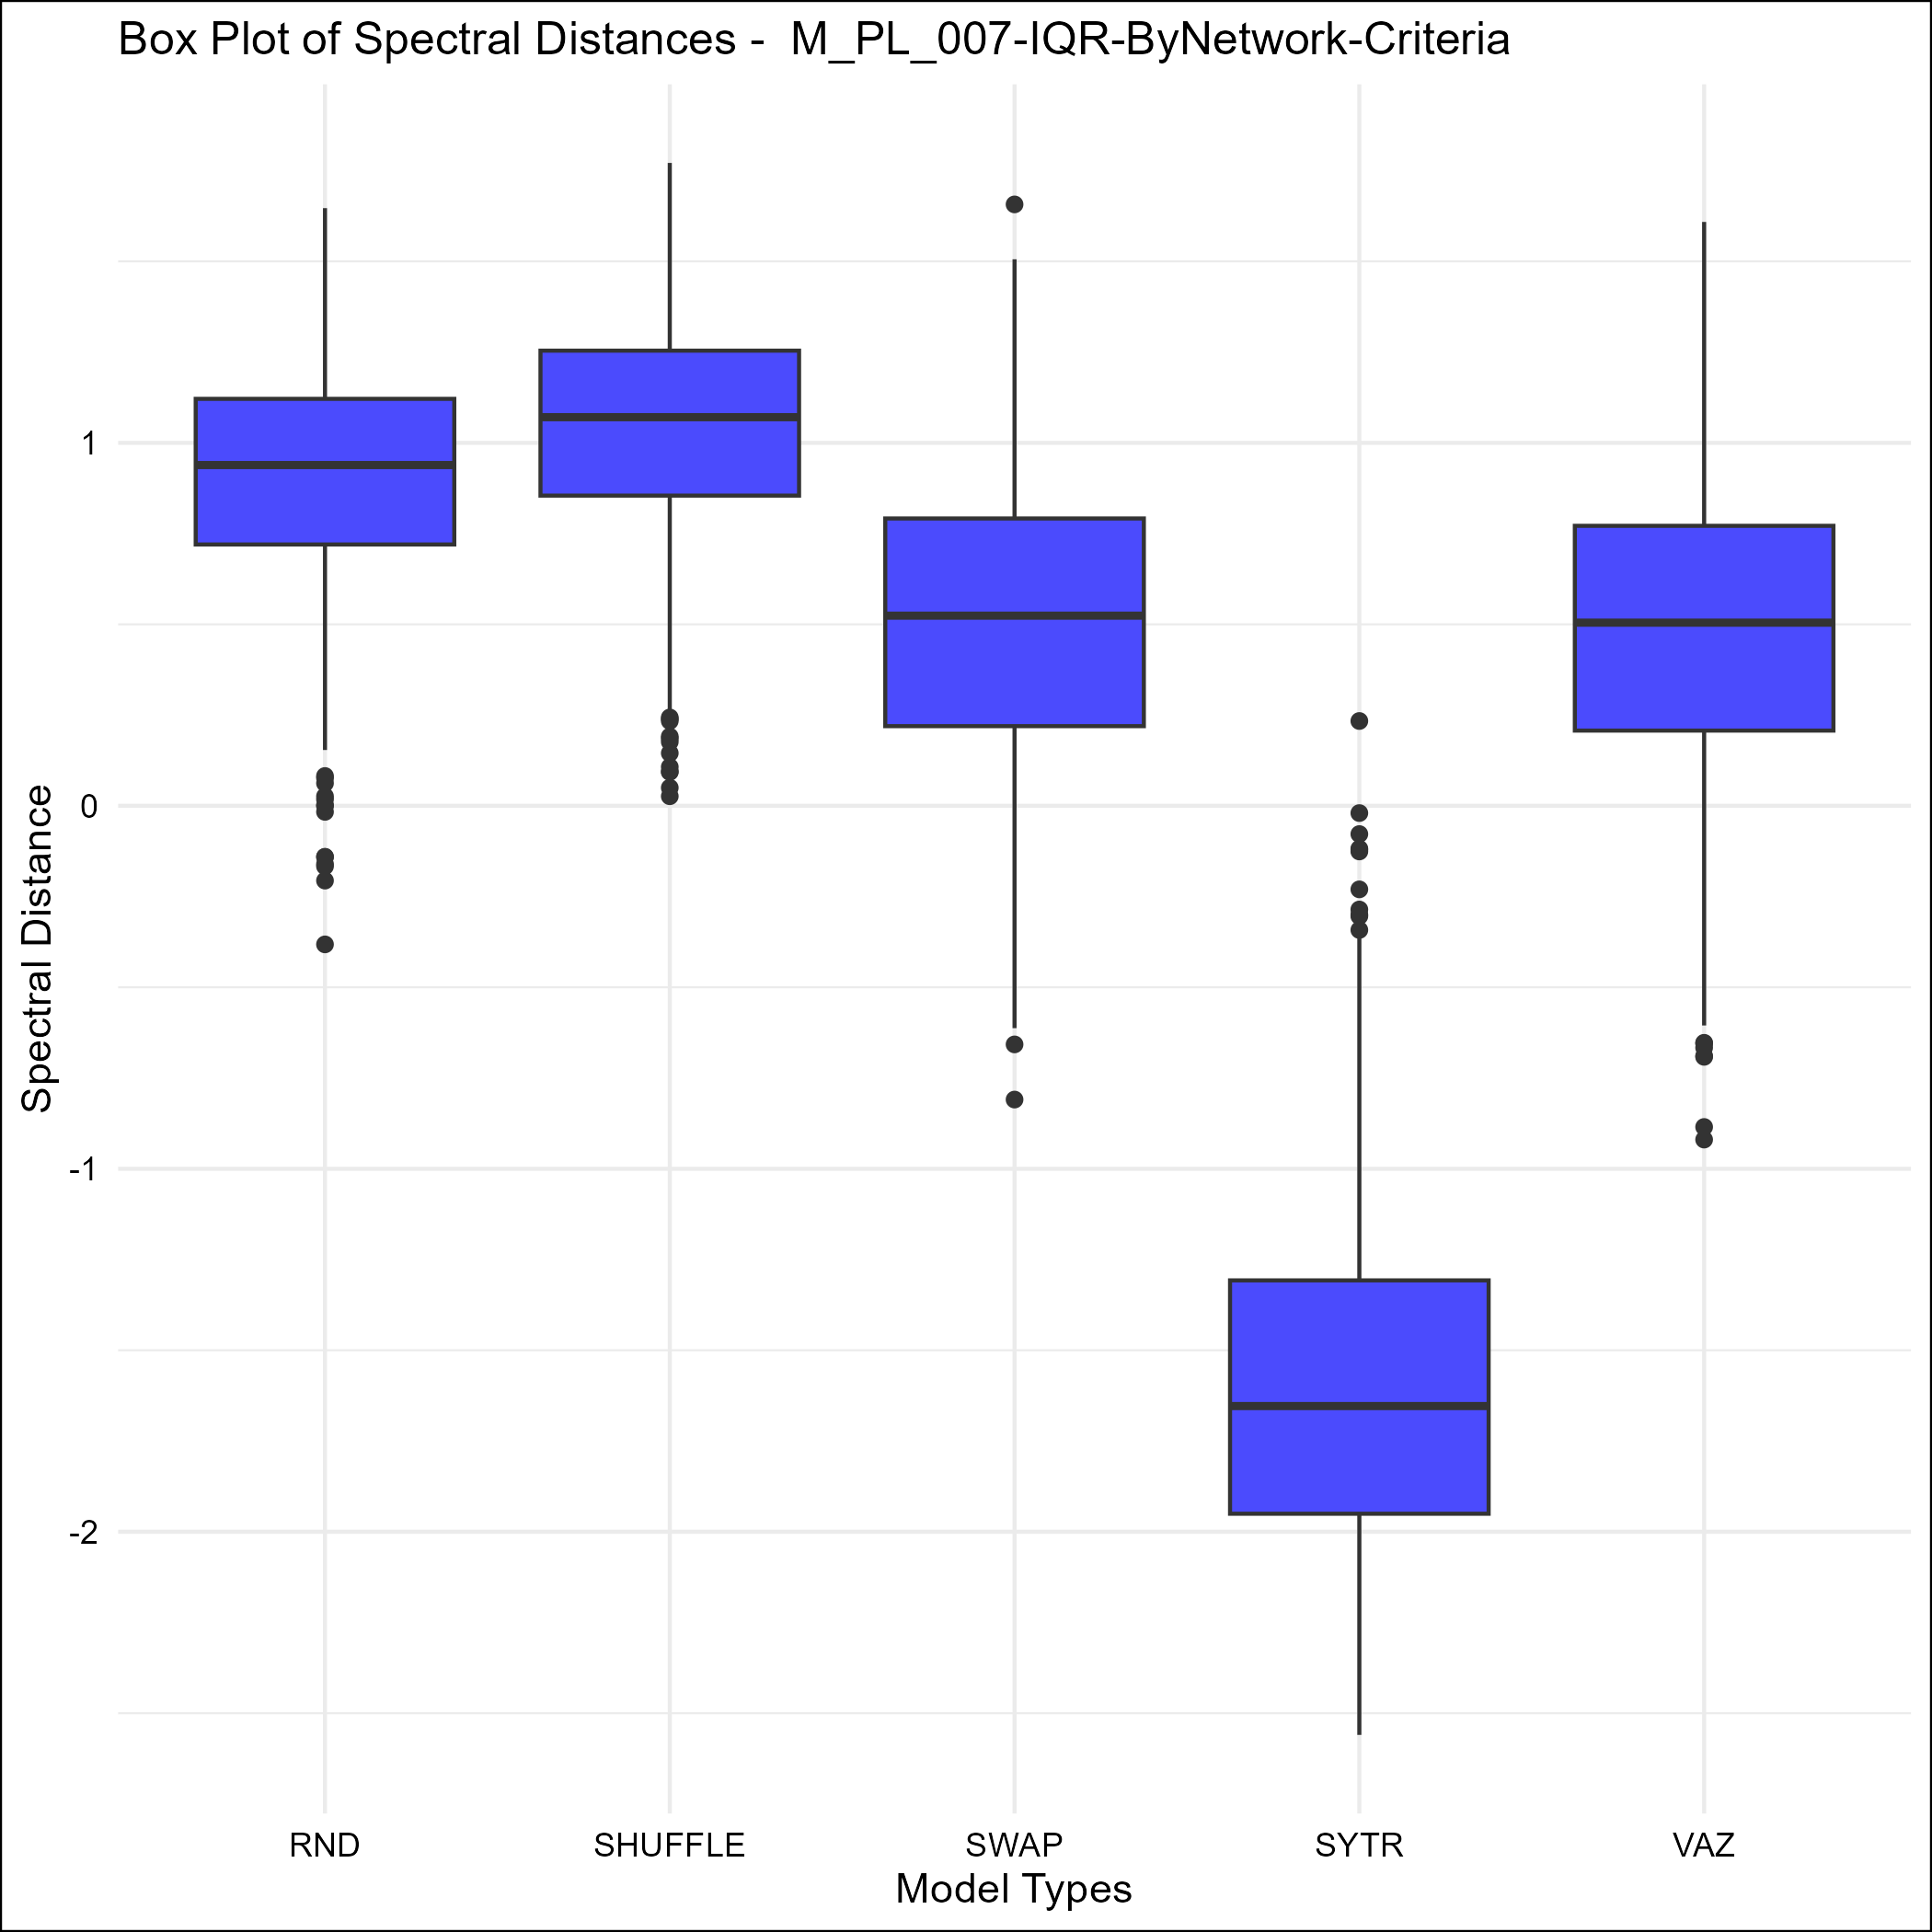 Box Plot of Spectral Distances -  M_PL_007-IQR-ByNetwork-Criteria
Spectral Distance
1
0
-1
-2
RND SHUFFLE SWAP SYTR VAZ
Model Types